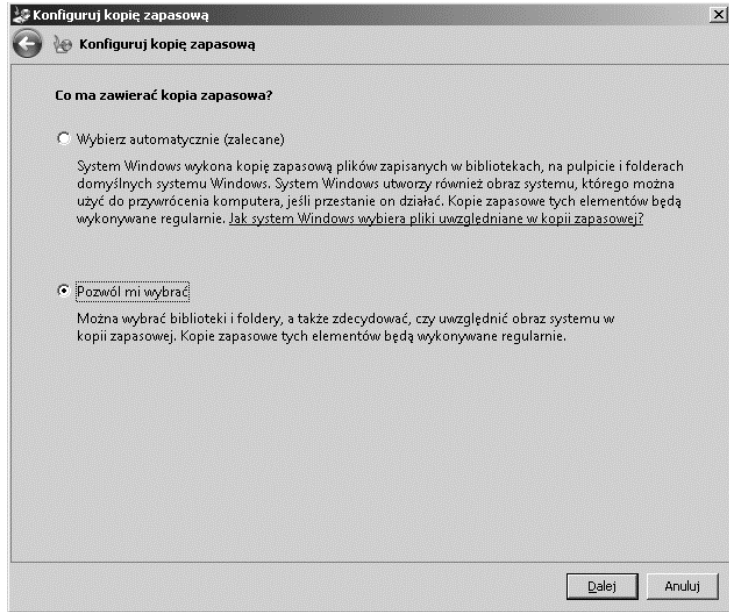 Konfiguruj kopię zapasową
Konfiguruj kopię zapasową
Co ma zawierać kopia zapasowa?
Wybierz automatycznie (zalecane)
System Windows wykona kopię zapasową plików zapisanych w bibliotekach, na pulpicie i folderach
domyślnych systemu Windows. System Windows utworzy również obraz systemu, którego można
użyć do przywrócenia komputera, jeśli przestanie on działać. Kopie zapasowe tych elementów będą
wykonywane regularnie. Jak system Windows wybiera pliki uwzględniane w kopii zapasowej?
Pozwól mi wybrać
Można wybrać biblioteki i foldery, a także zdecydować, czy uwzględnić obraz systemu w
kopii zapasowej. Kopie zapasowe tych elementów będą wykonywane regularnie.
Dalej Anuluj